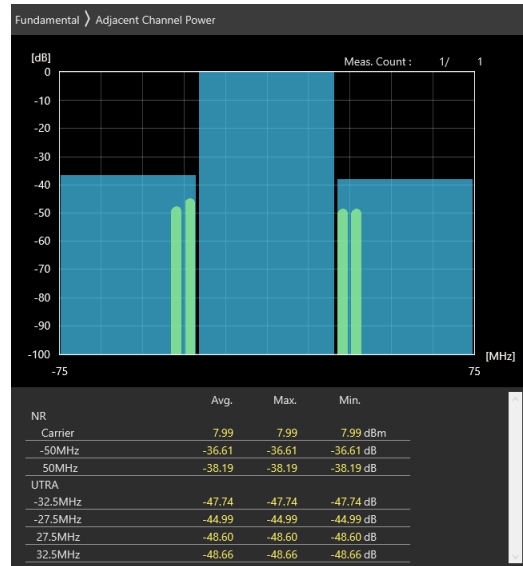 Fundamental 〉 Adjacent Channel Power
[dB]
Meas. Count : 1/ 1
0
-10
-20
-30
-40
-50
-60
-70
-80
-90
-100
[MHz]
-75 75
Avg. Max. Min.
NR
Carrier 7.99 7.99 7.99 dBm
-50MHz -36.61 -36.61 -36.61 dB
50MHz -38.19 -38.19 -38.19 dB
UTRA
-32.5MHz -47.74 -47.74 -47.74 dB
-27.5MHz -44.99 -44.99 -44.99 dB
27.5MHz -48.60 -48.60 -48.60 dB
32.5MHz -48.66 -48.66 -48.66 dB